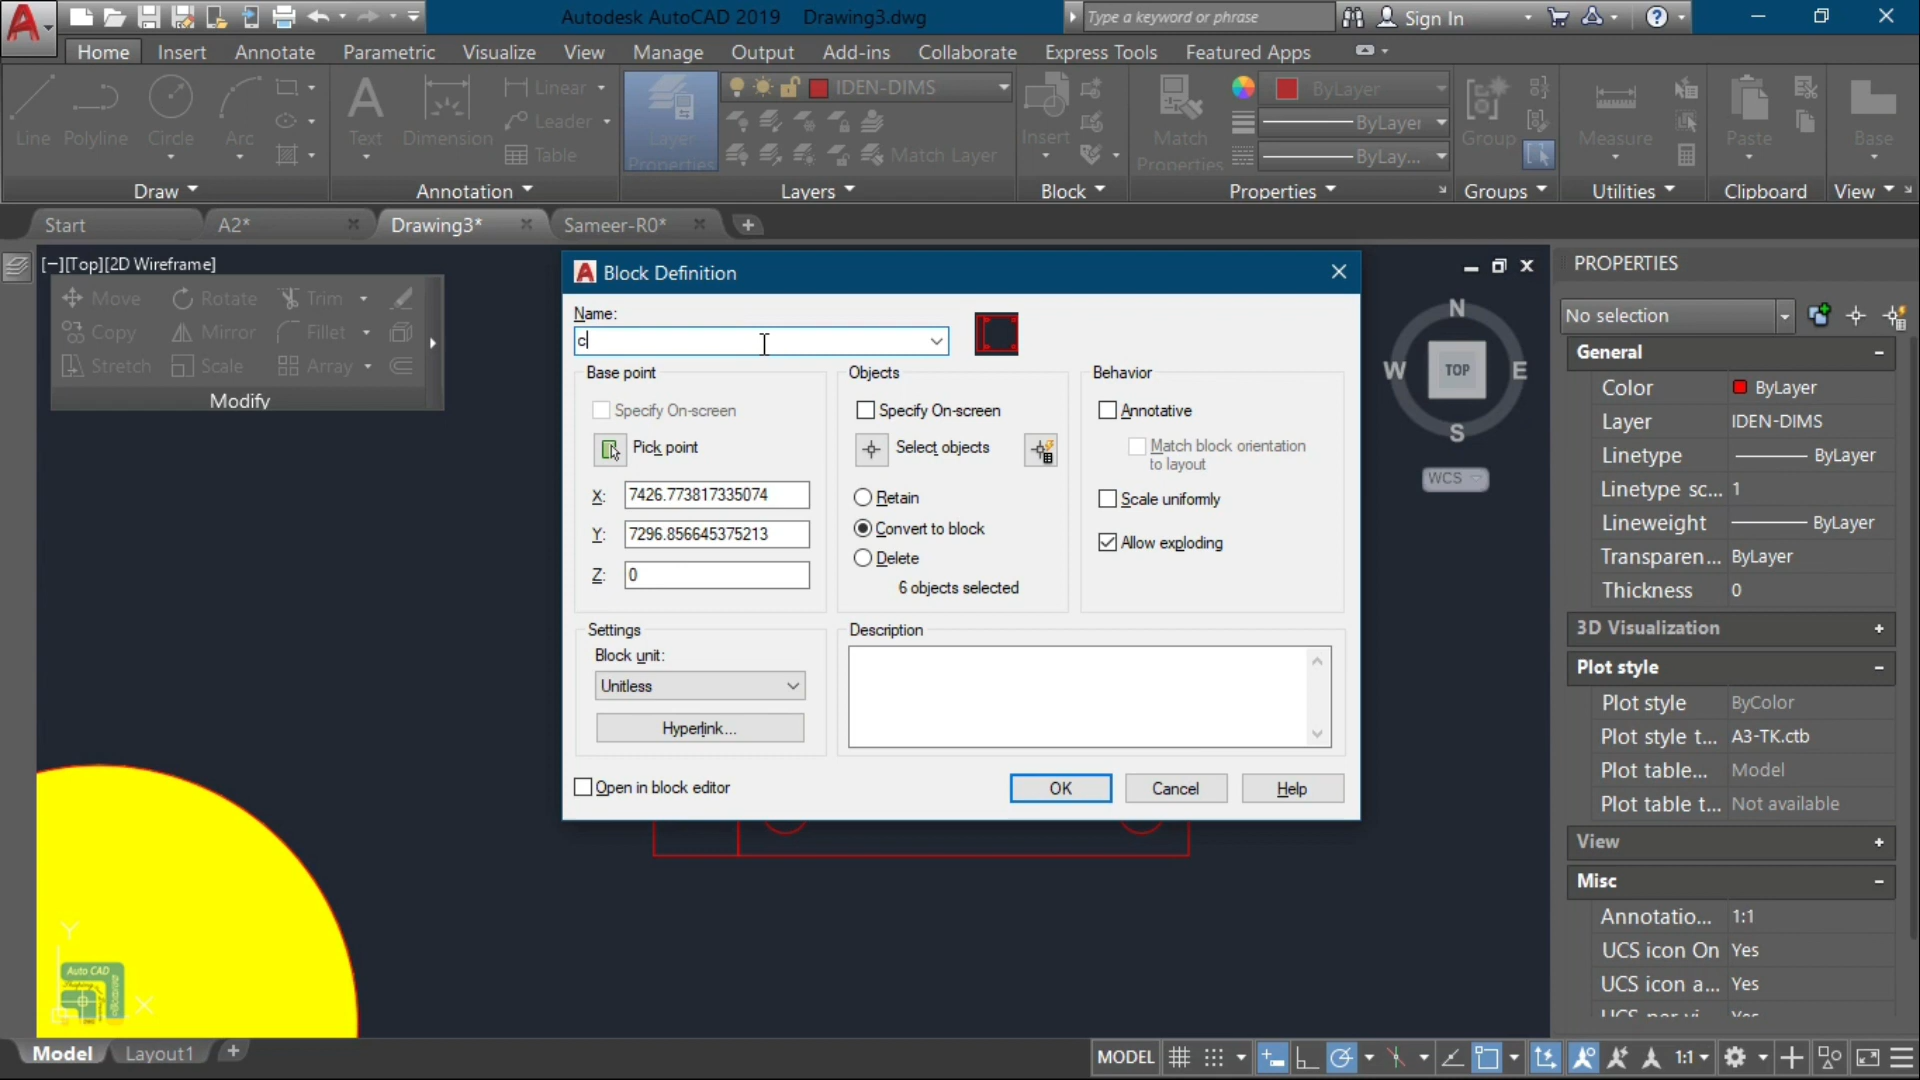 Autodesk AutoCAD 2019 Drawing3.dwg
Type a keyword or phrase
Sign In
Home Insert Annotate Parametric Visualize View Manage Output Add-ins Collaborate Express Tools Featured Apps
Line Polyline Circle Arc
Text Dimension
Linear
Leader
Table
Layer
Properties
IDEN-DIMS
Match Layer
Insert
Match
Properties
ByLayer
ByLayer
ByLay...
Group
Measure
Paste
Base
Draw Annotation Layers Block Properties Groups Utilities Clipboard View
Start A2* Drawing3* Sameer-R0*
[−][Top][2D Wireframe]
Move Rotate Trim
Copy Mirror Fillet
Stretch Scale Array
Modify
Block Definition
Name:
c
Base point
Specify On-screen
Pick point
X: 7426.773817335074
Y: 7296.856645375213
Z: 0
Objects
Specify On-screen
Select objects
Retain
Convert to block
Delete
6 objects selected
Behavior
Annotative
Match block orientation
to layout
Scale uniformly
Allow exploding
Settings
Block unit:
Unitless
Hyperlink...
Description
Open in block editor
OK Cancel Help
N
W TOP E
S
WCS
PROPERTIES
No selection
General
Color ByLayer
Layer IDEN-DIMS
Linetype ByLayer
Linetype sc... 1
Lineweight ByLayer
Transparen... ByLayer
Thickness 0
3D Visualization
Plot style
Plot style ByColor
Plot style t... A3-TK.ctb
Plot table... Model
Plot table t... Not available
View
Misc
Annotatio... 1:1
UCS icon On Yes
UCS icon a... Yes
Y
Auto CAD
X
Model Layout1
MODEL 1:1